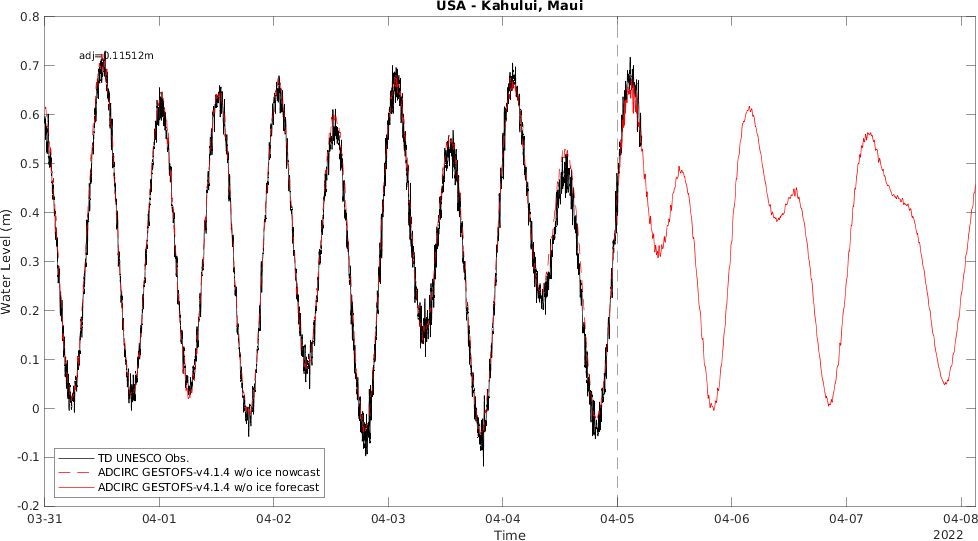 USA - Kahului, Maui
0.8
adj=0.11512m
0.7
0.6
0.5
0.4
0.3
0.2
0.1
0
-0.1
-0.2
Water Level (m)
TD UNESCO Obs.
ADCIRC GESTOFS-v4.1.4 w/o ice nowcast
ADCIRC GESTOFS-v4.1.4 w/o ice forecast
03-31 04-01 04-02 04-03 04-04 04-05 04-06 04-07 04-08
Time 2022